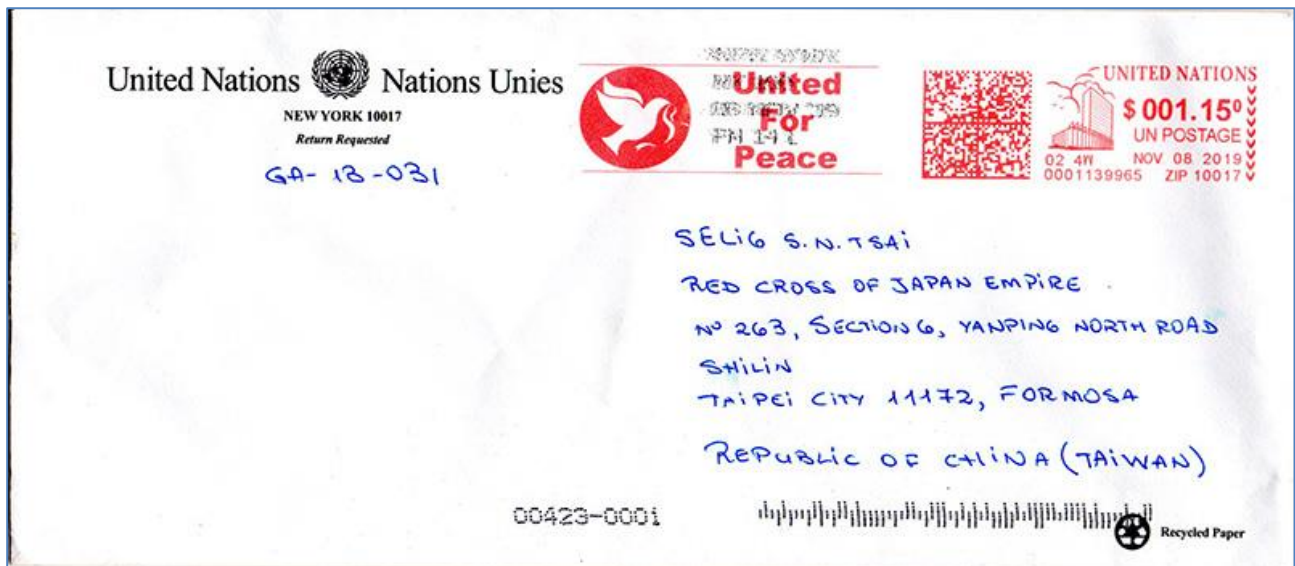 United Nations Nations Unies
NEW YORK 10017
Return Requested
GA-13-031
United
For
Peace
PM 14 L
UNITED NATIONS
$ 001.15⁰
UN POSTAGE
02 4W NOV 08 2019
0001139965 ZIP 10017
SELIG S.N. TSAI
RED CROSS OF JAPAN EMPIRE
Nº 263, SECTION 6, YANPING NORTH ROAD
SHILIN
TAIPEI CITY 11172, FORMOSA
REPUBLIC OF CHINA (TAIWAN)
00423-0001
Recycled Paper